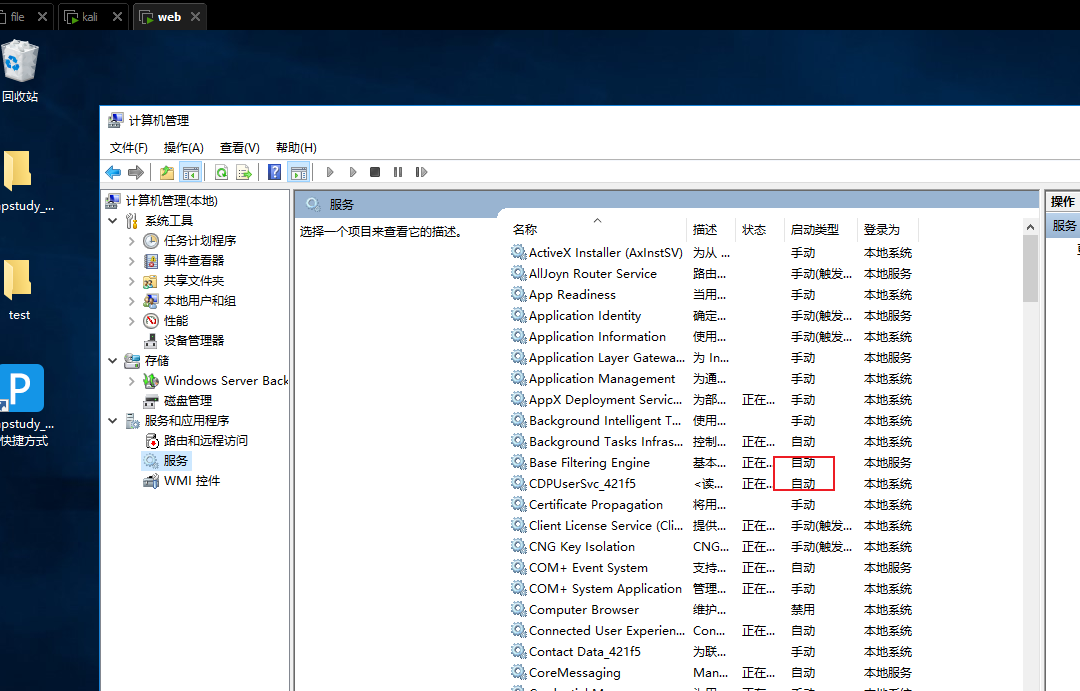 file
kali
web
回收站
pstudy_...
test
P
pstudy_...
快捷方式
计算机管理
文件(F) 操作(A) 查看(V) 帮助(H)
计算机管理(本地)
系统工具
任务计划程序
事件查看器
共享文件夹
本地用户和组
性能
设备管理器
存储
Windows Server Back
磁盘管理
服务和应用程序
路由和远程访问
服务
WMI 控件
服务
选择一个项目来查看它的描述。
名称 描述 状态 启动类型 登录为
ActiveX Installer (AxInstSV) 为从 ... 手动 本地系统
AllJoyn Router Service 路由... 手动(触发... 本地服务
App Readiness 当用... 手动 本地系统
Application Identity 确定... 手动(触发... 本地服务
Application Information 使用... 手动(触发... 本地系统
Application Layer Gatewa... 为 In... 手动 本地服务
Application Management 为通... 手动 本地系统
AppX Deployment Servic... 为部... 正在... 手动 本地系统
Background Intelligent T... 使用... 手动 本地系统
Background Tasks Infras... 控制... 正在... 自动 本地系统
Base Filtering Engine 基本... 正在... 自动 本地服务
CDPUserSvc_421f5 <读... 正在... 自动 本地系统
Certificate Propagation 将用... 手动 本地系统
Client License Service (Cli... 提供... 正在... 手动(触发... 本地系统
CNG Key Isolation CNG... 正在... 手动(触发... 本地系统
COM+ Event System 支持... 正在... 自动 本地服务
COM+ System Application 管理... 正在... 手动 本地系统
Computer Browser 维护... 禁用 本地系统
Connected User Experien... Con... 正在... 自动 本地系统
Contact Data_421f5 为联... 手动 本地系统
CoreMessaging Man... 正在... 自动 本地服务
操作
服务